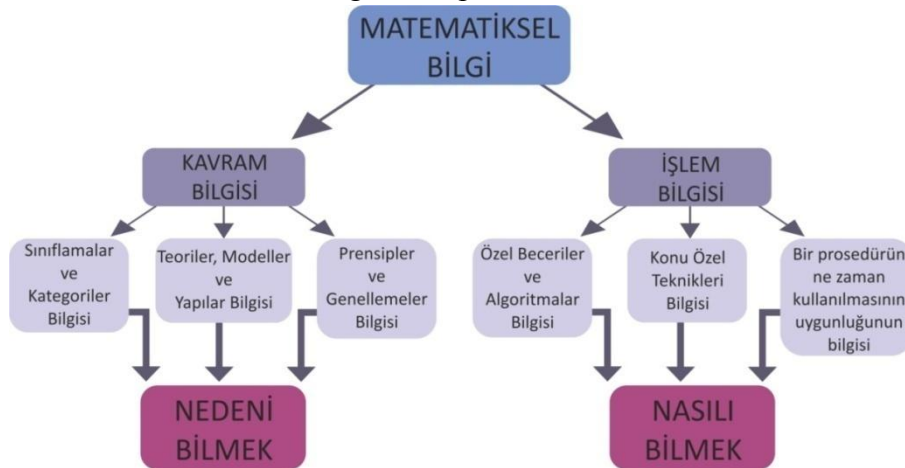 MATEMATİKSEL
BİLGİ
KAVRAM
BİLGİSİ
İŞLEM
BİLGİSİ
Sınıflamalar
ve
Kategoriler
Bilgisi
Teoriler, Modeller
ve
Yapılar Bilgisi
Prensipler
ve
Genellemeler
Bilgisi
Özel Beceriler
ve
Algoritmalar
Bilgisi
Konu Özel
Teknikleri
Bilgisi
Bir prosedürün
ne zaman
kullanılmasının
uygunluğunun
bilgisi
NEDENİ
BİLMEK
NASILI
BİLMEK